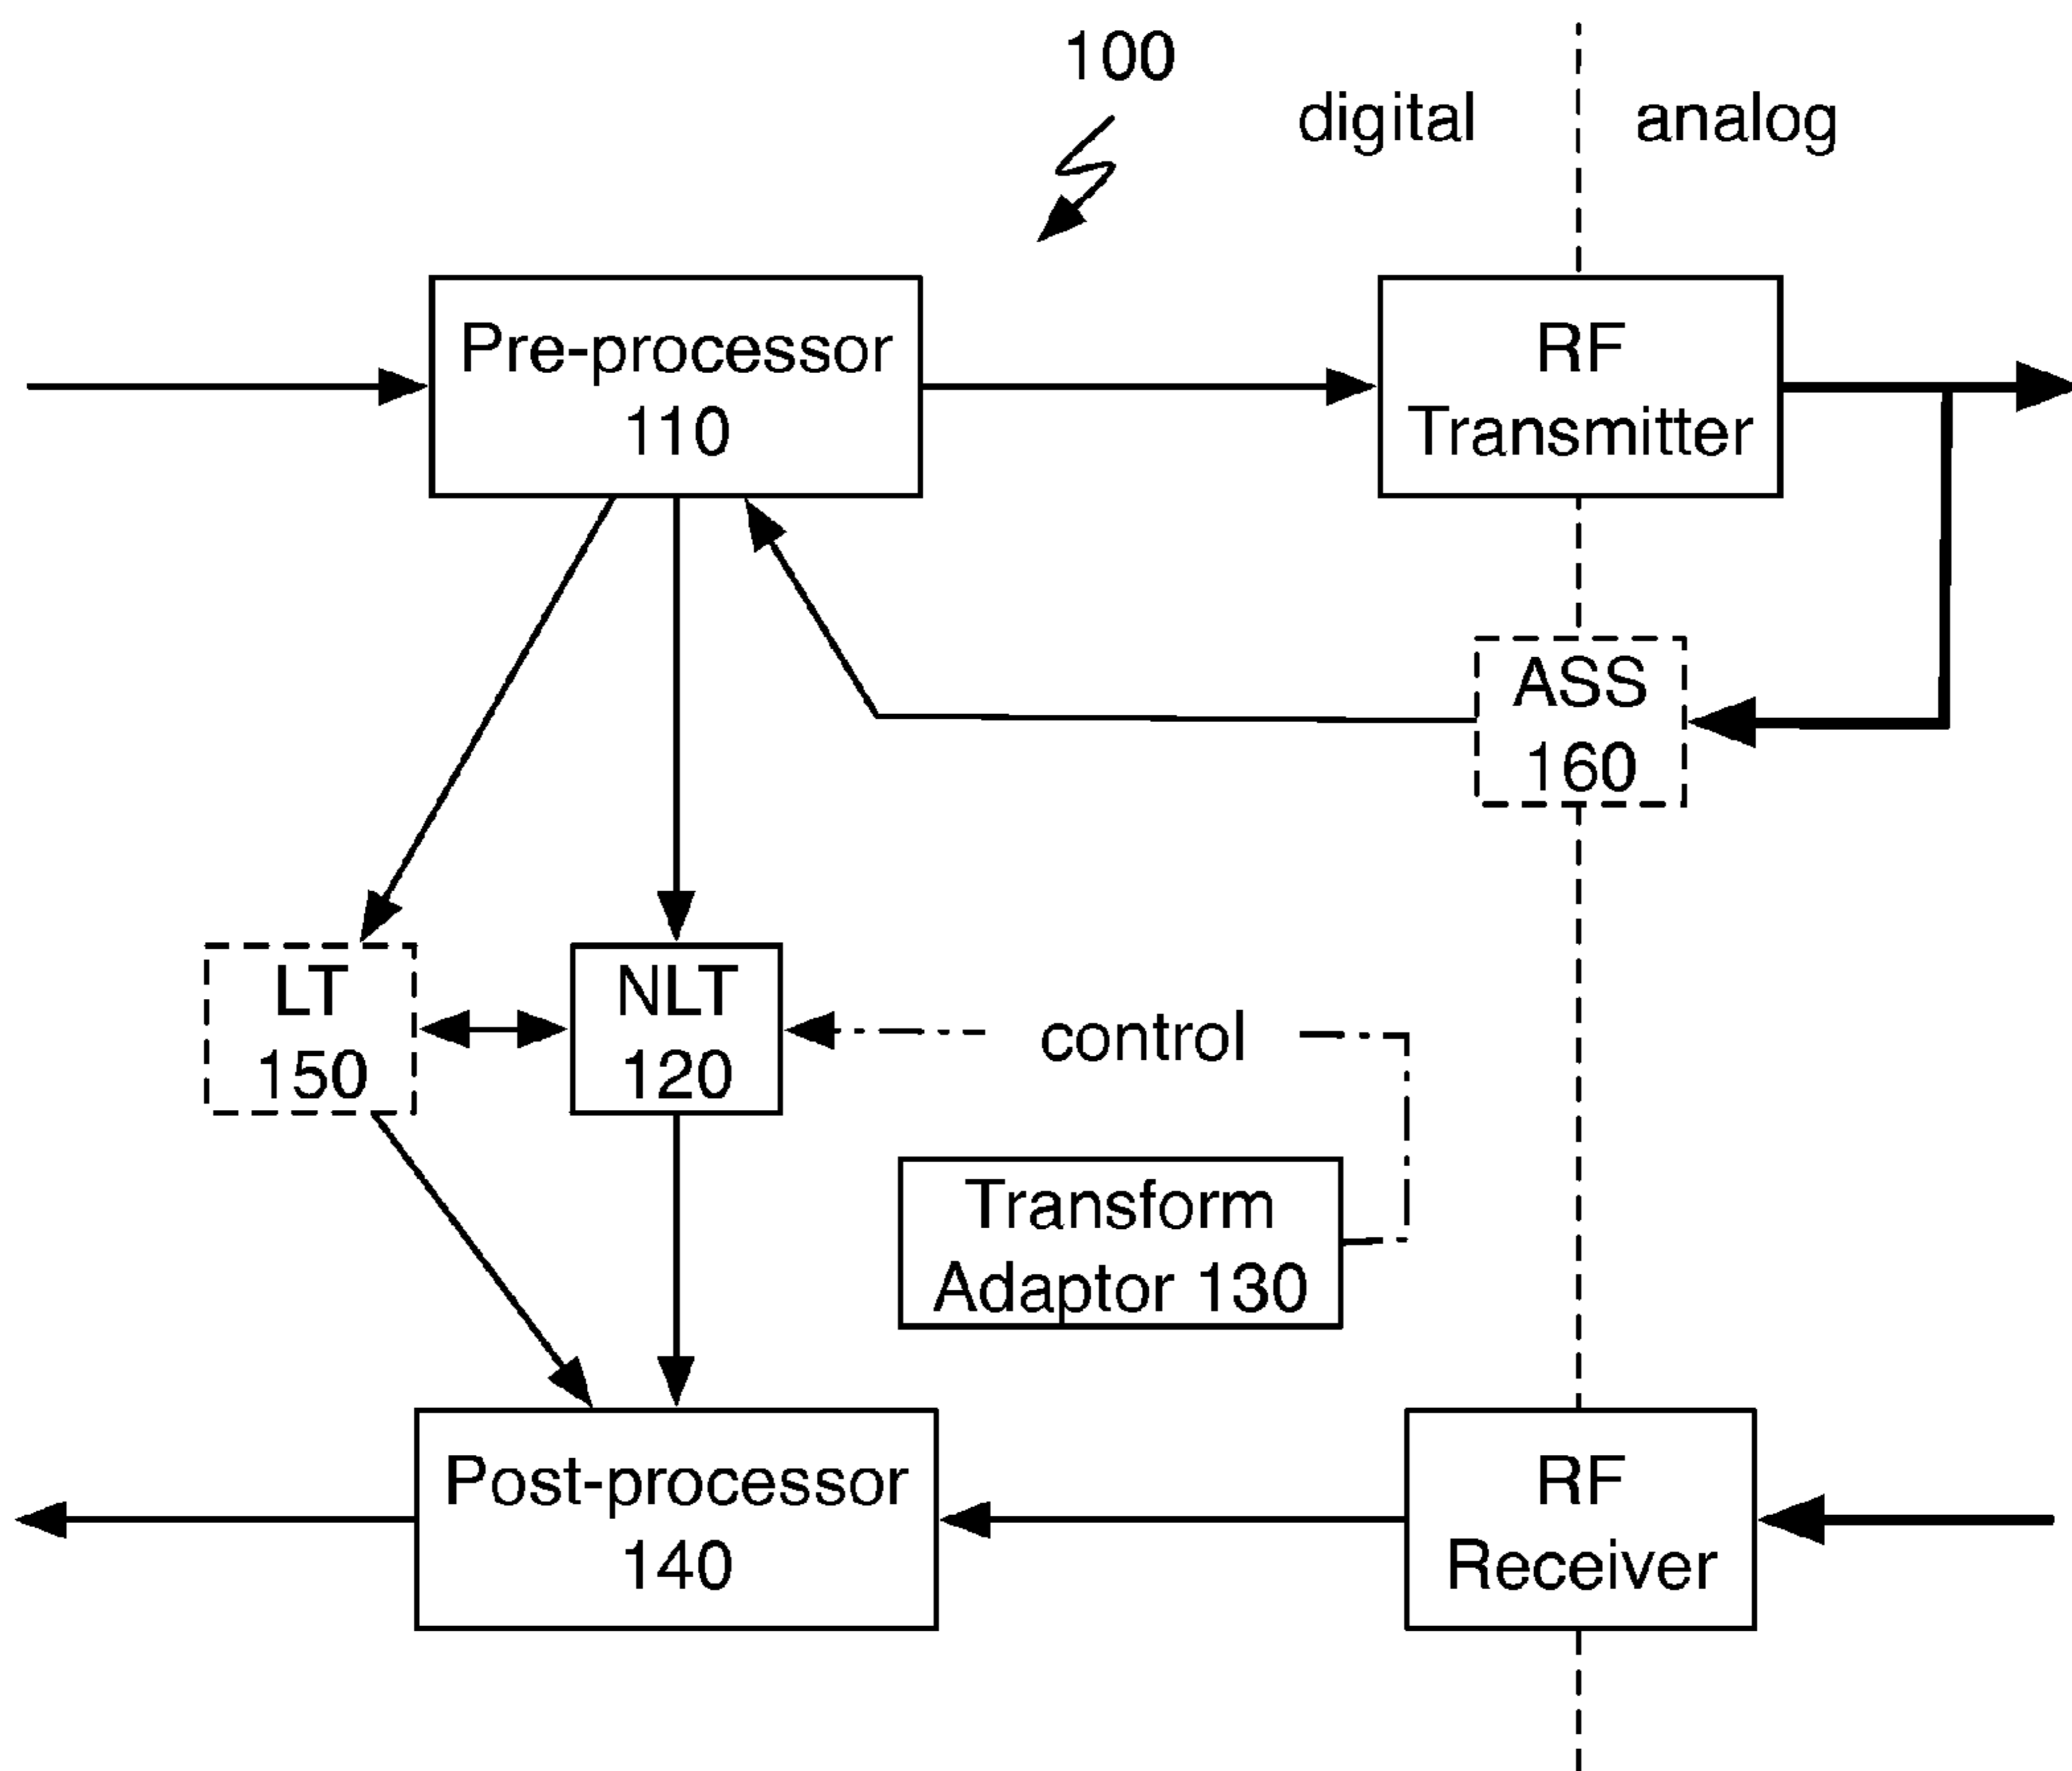 100
digital
analog
Pre-processor
110
RF
Transmitter
ASS
160
LT
150
NLT
120
control
Transform
Adaptor 130
Post-processor
140
RF
Receiver